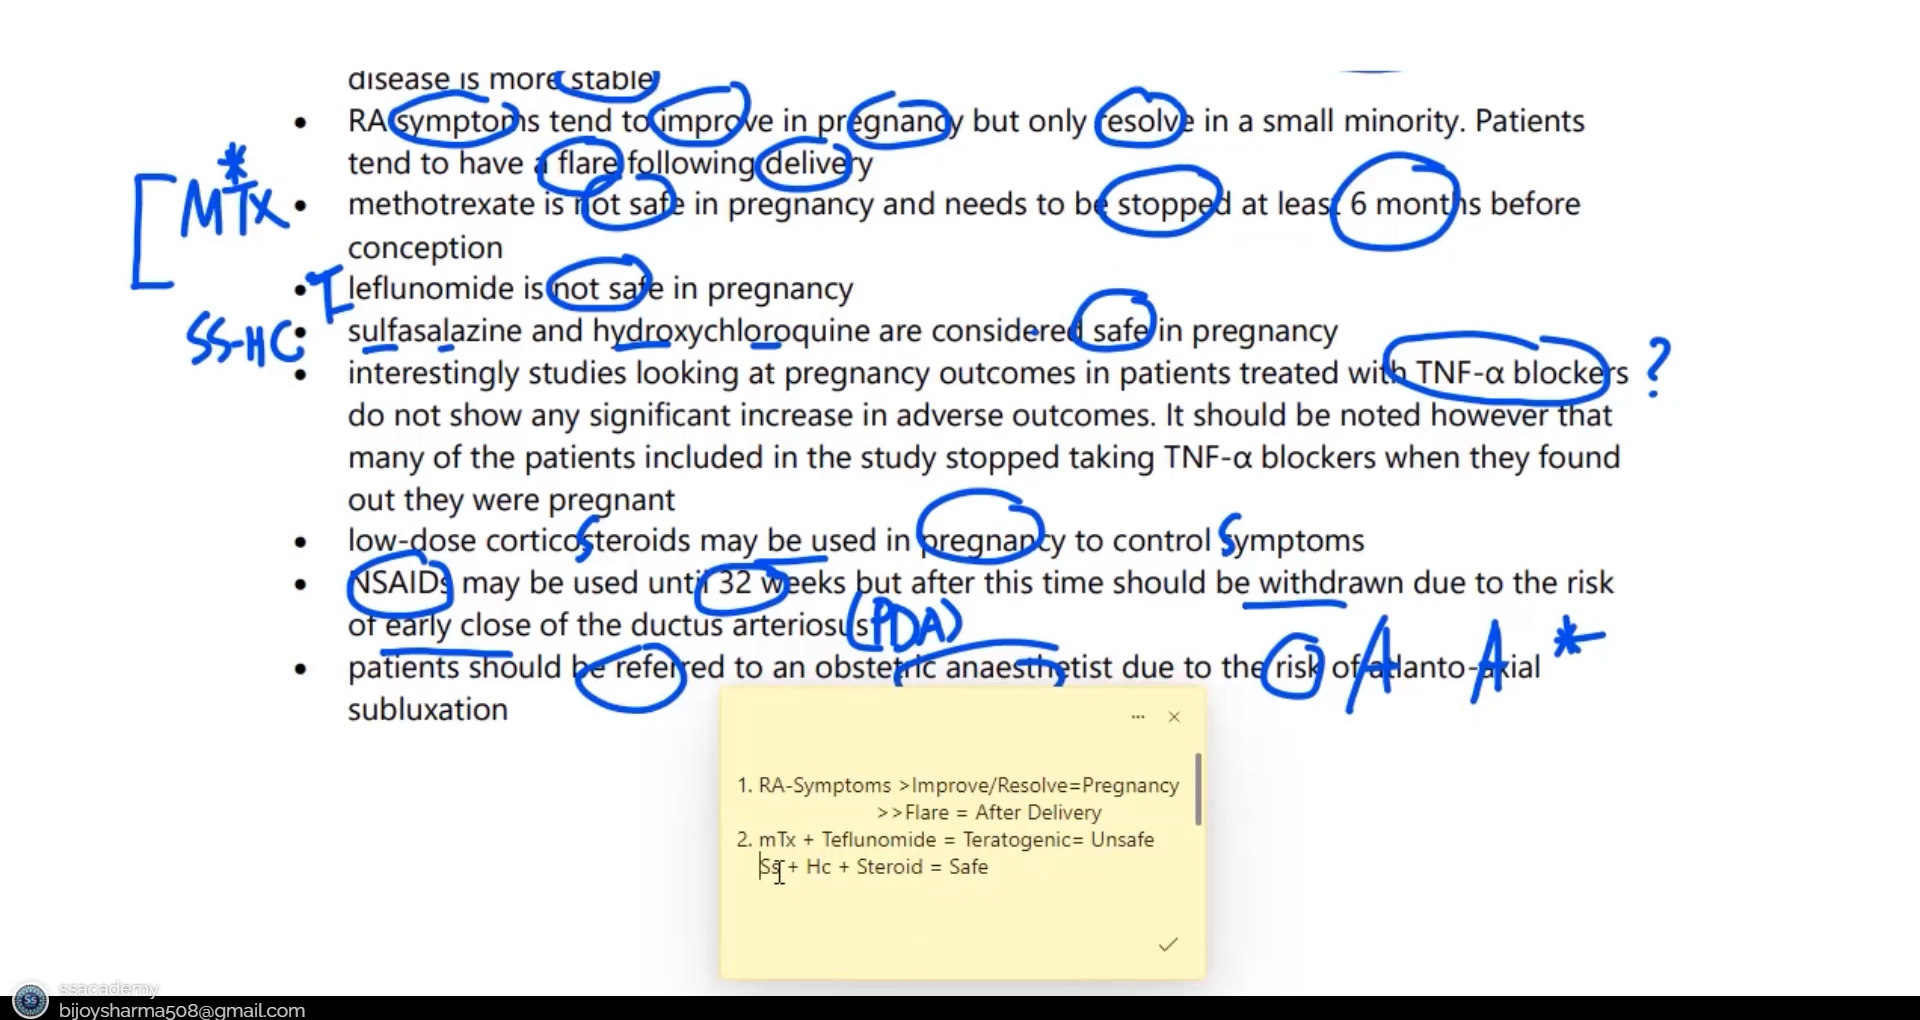 disease is more stable
• RA symptoms tend to improve in pregnancy but only resolve in a small minority. Patients
tend to have a flare following delivery
*
MTx
• methotrexate is not safe in pregnancy and needs to be stopped at least 6 months before
conception
• leflunomide is not safe in pregnancy
SS-HC
• sulfasalazine and hydroxychloroquine are considered safe in pregnancy
• interestingly studies looking at pregnancy outcomes in patients treated with TNF-α blockers ?
do not show any significant increase in adverse outcomes. It should be noted however that
many of the patients included in the study stopped taking TNF-α blockers when they found
out they were pregnant
• low-dose corticosteroids may be used in pregnancy to control symptoms
S S
• NSAIDs may be used until 32 weeks but after this time should be withdrawn due to the risk
of early close of the ductus arteriosus (PDA)
• patients should be referred to an obstetric anaesthetist due to the risk of atlanto-axial
A A *
subluxation
1. RA-Symptoms >Improve/Resolve=Pregnancy
>>Flare = After Delivery
2. mTx + Teflunomide = Teratogenic= Unsafe
Ss + Hc + Steroid = Safe
Ss
ssacademy
bijoysharma508@gmail.com